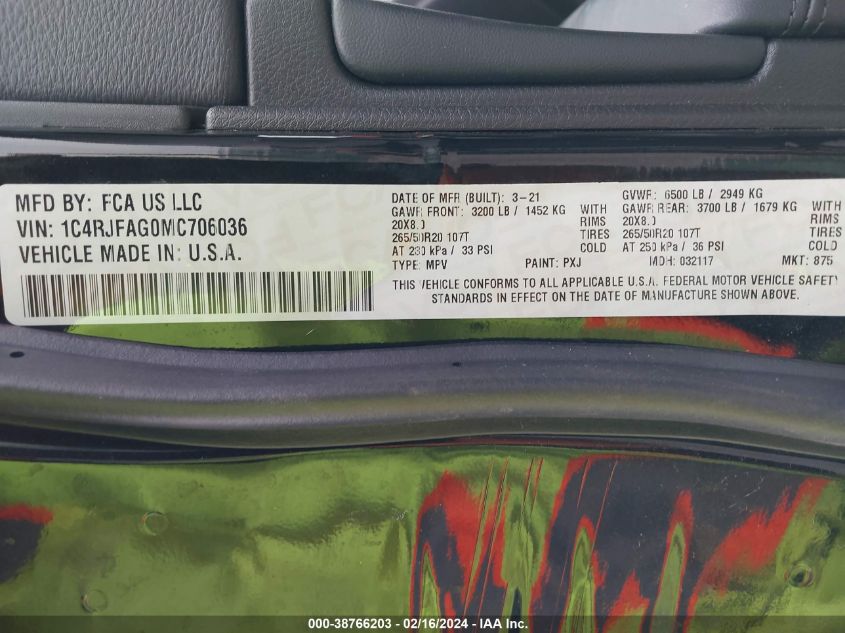 MFD BY: FCA US LLC
VIN: 1C4RJFAG0MC706036
VEHICLE MADE IN: U.S.A.
DATE OF MFR (BUILT): 3-21
GVWR: 6500 LB / 2949 KG
GAWR FRONT: 3200 LB / 1452 KG
GAWR REAR: 3700 LB / 1679 KG
20X8.0 RIMS 20X8.0
265/50R20 107T TIRES 265/50R20 107T
AT 230 kPa / 33 PSI COLD AT 250 kPa / 36 PSI
RIMS
TIRES
COLD
TYPE: MPV PAINT: PXJ MDH: 032117 MKT: 875
THIS VEHICLE CONFORMS TO ALL APPLICABLE U.S.A. FEDERAL MOTOR VEHICLE SAFETY
STANDARDS IN EFFECT ON THE DATE OF MANUFACTURE SHOWN ABOVE.
000-38766203 - 02/16/2024 - IAA Inc.